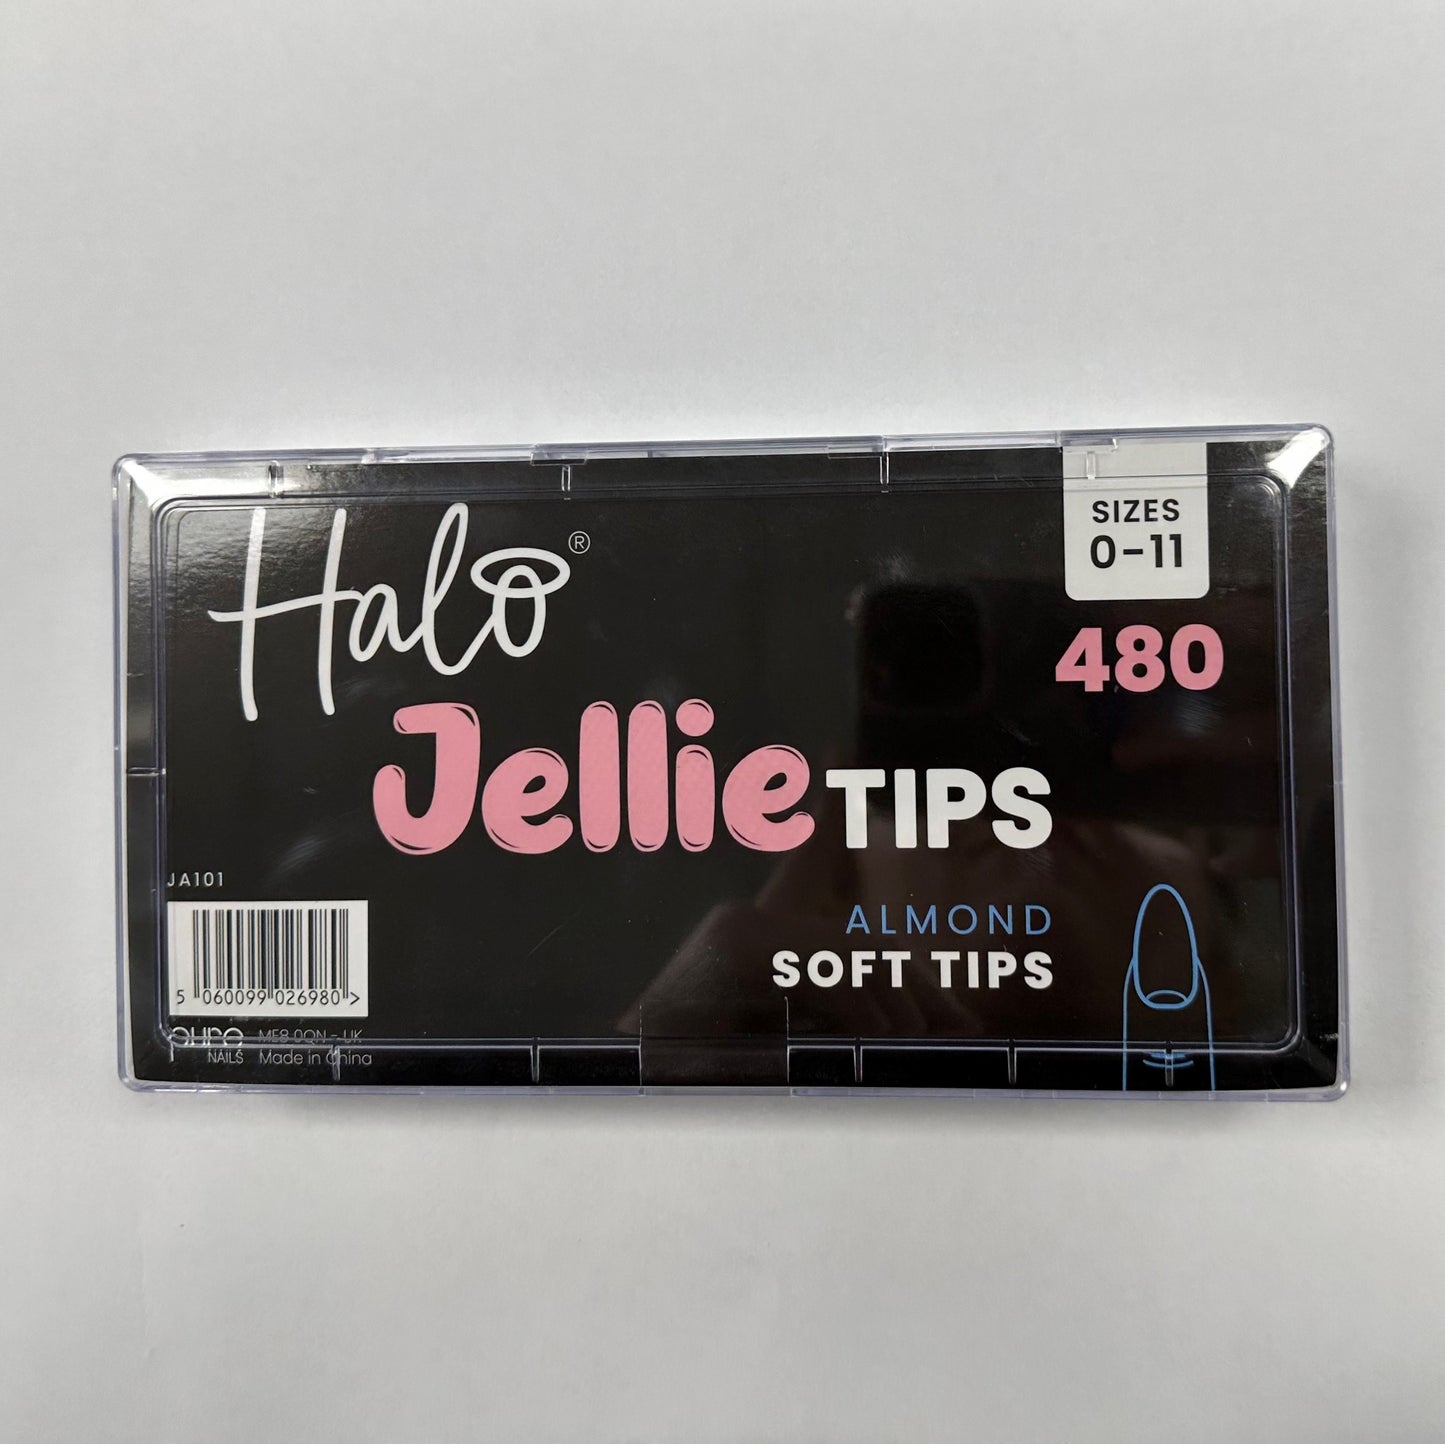 Halo®
SIZES
0-11
480
Jellie TIPS
JA101
ALMOND
SOFT TIPS
5 060099 026980 >
pure
NAILS
ME8 0QN - UK
Made in China